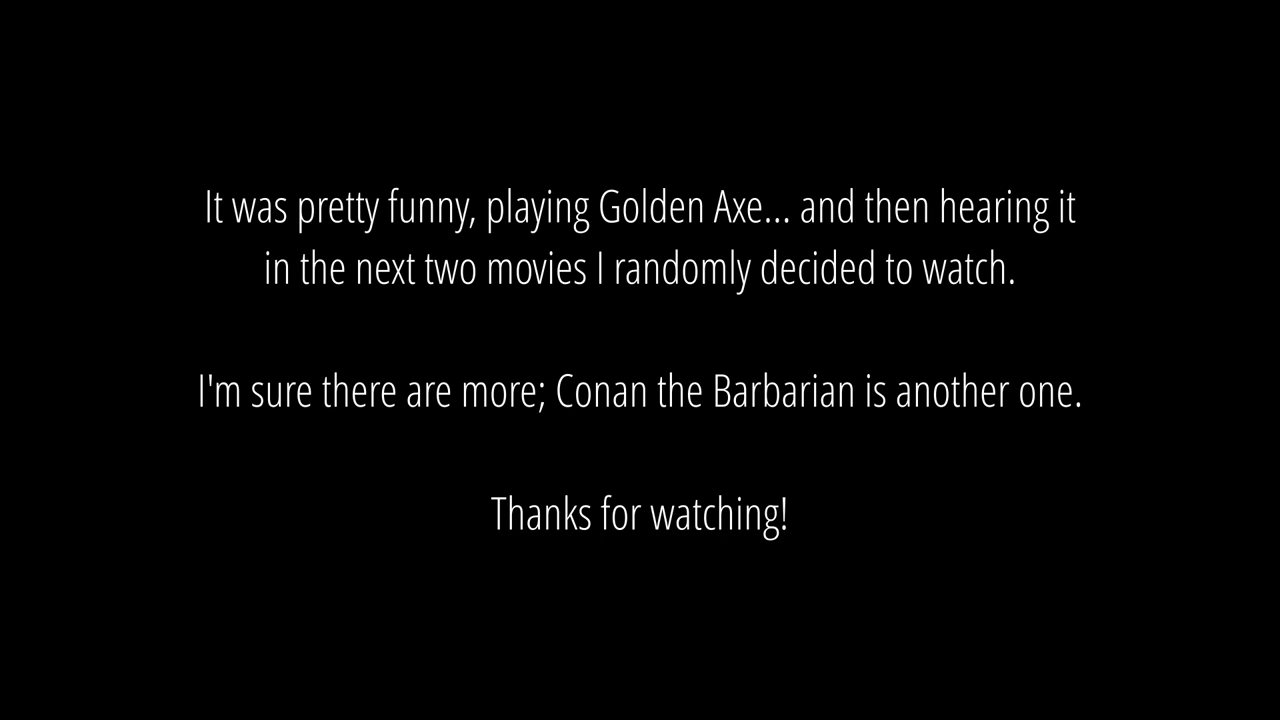 It was pretty funny, playing Golden Axe... and then hearing it
in the next two movies I randomly decided to watch.
I'm sure there are more; Conan the Barbarian is another one.
Thanks for watching!